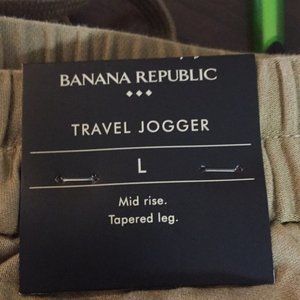 BANANA REPUBLIC
TRAVEL JOGGER
L
Mid rise.
Tapered leg.